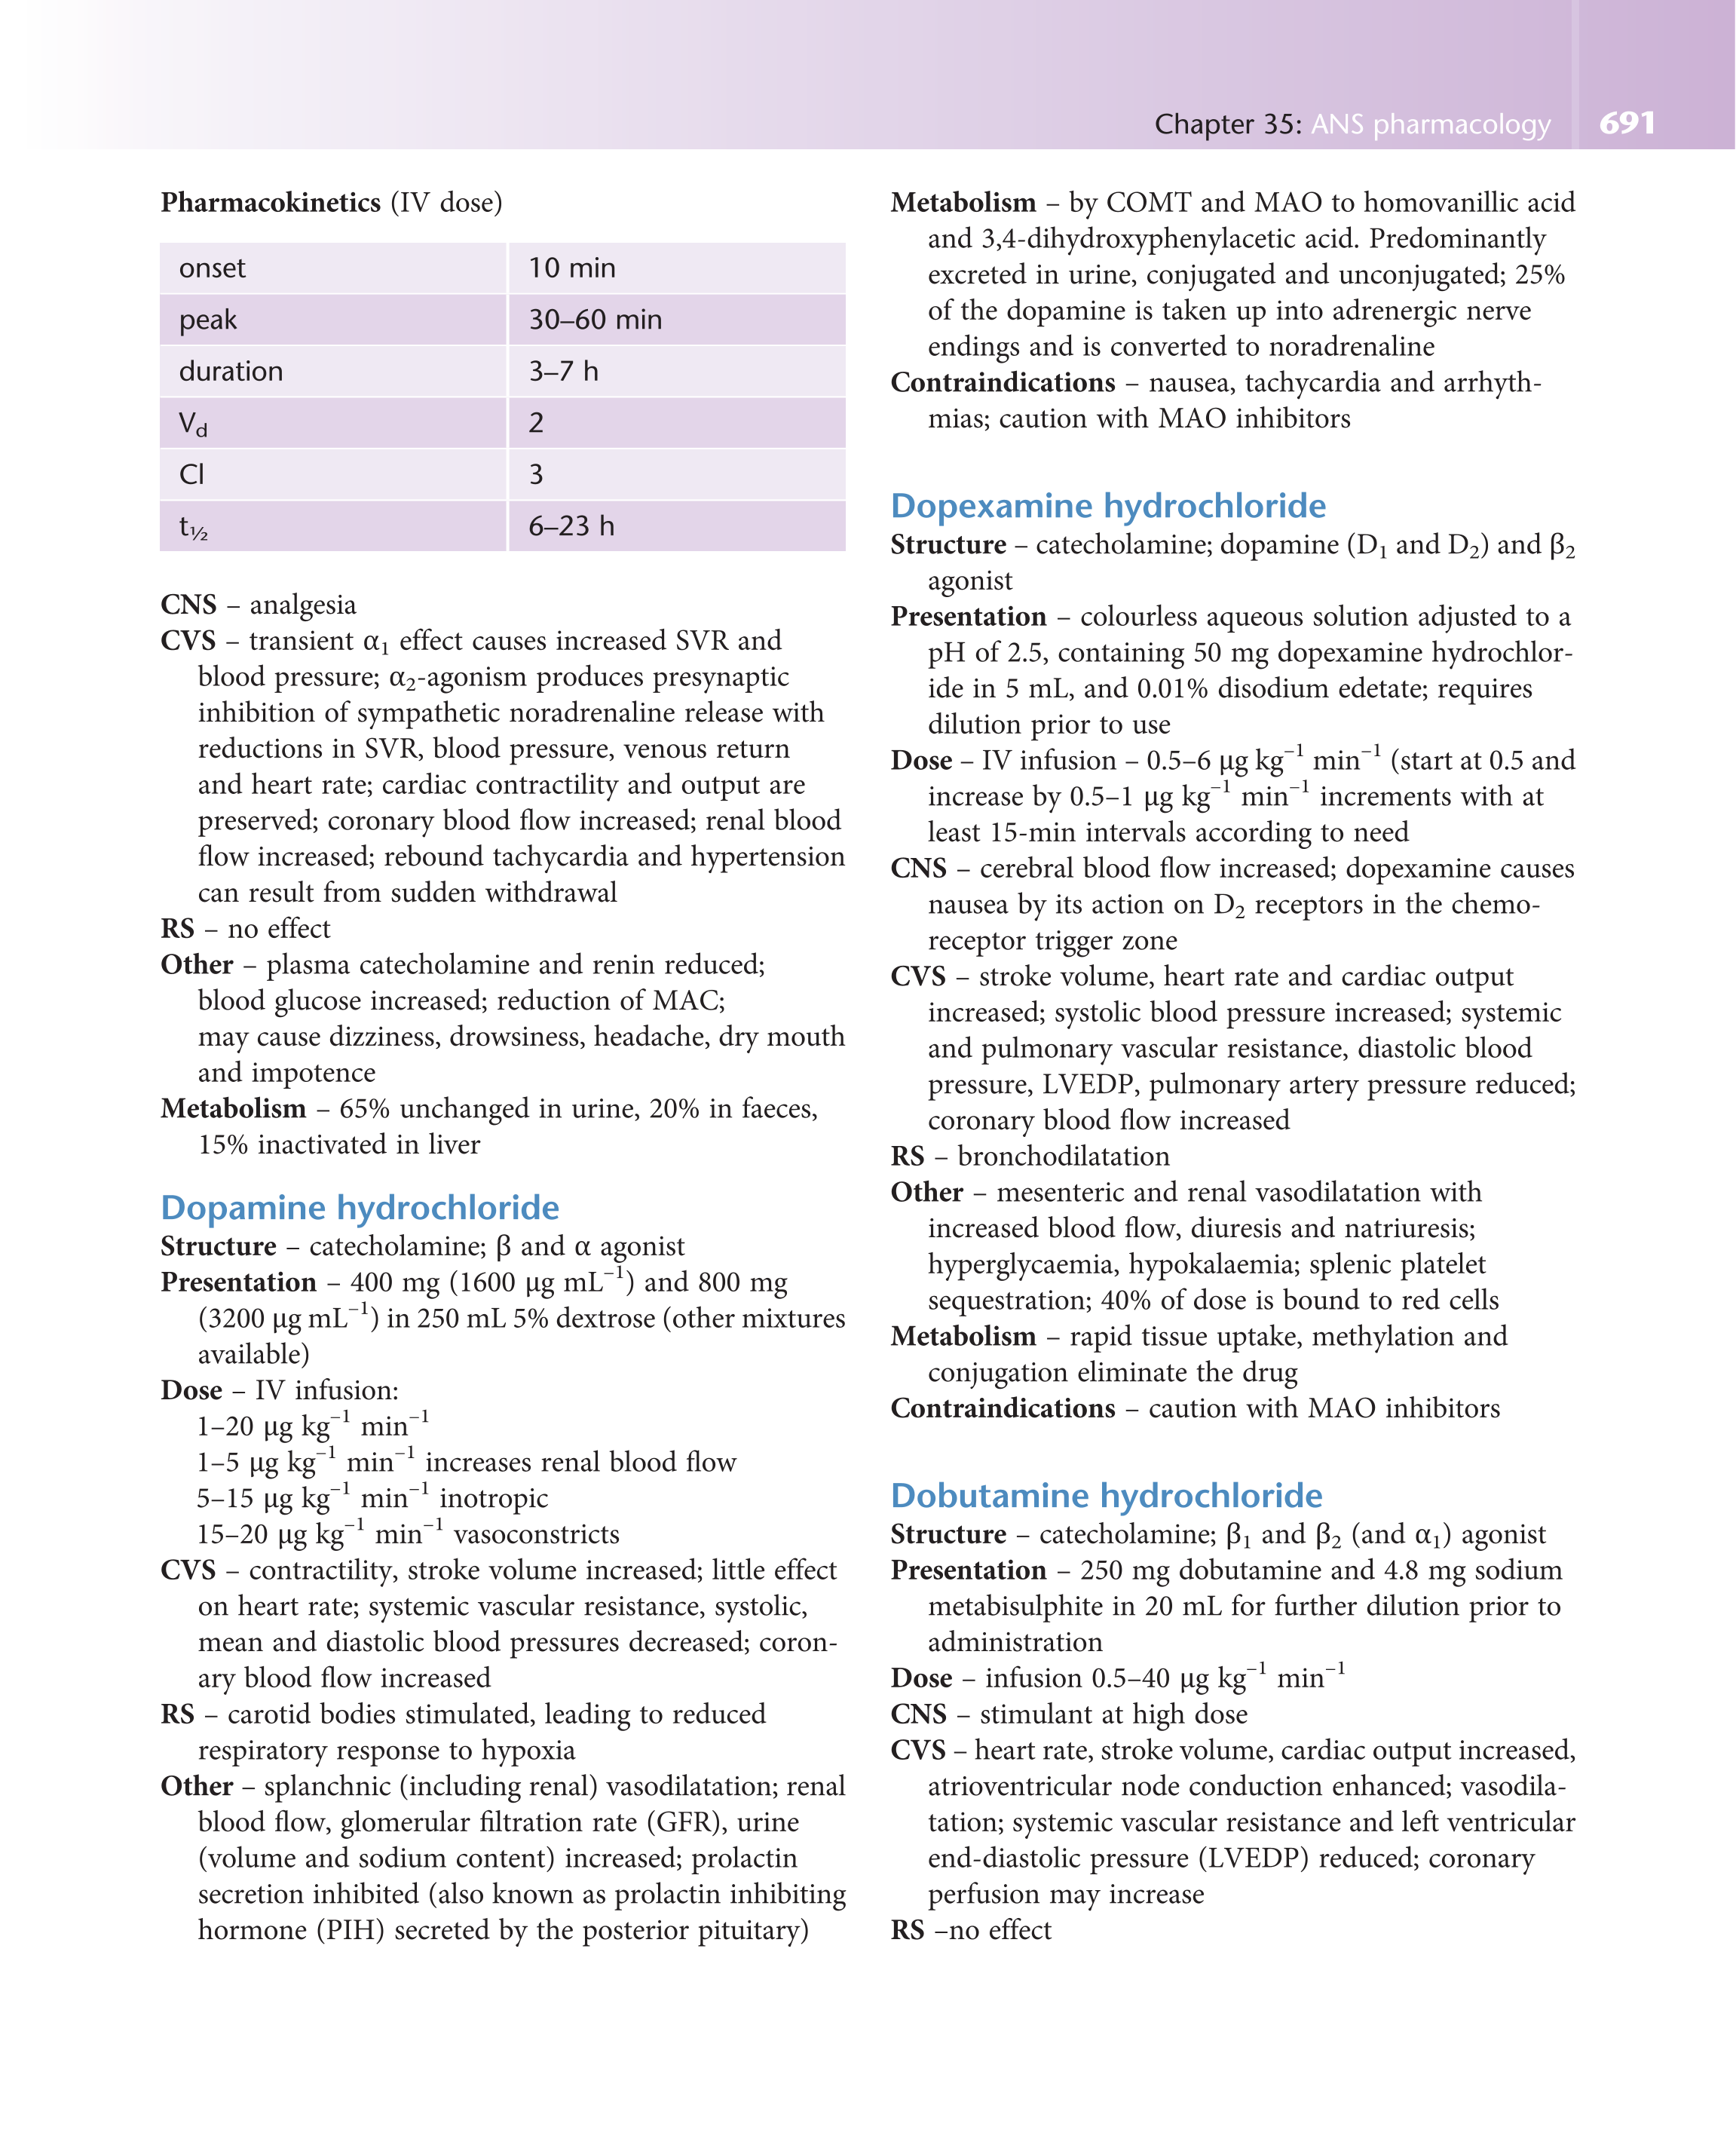 Chapter 35: ANS pharmacology 691
Pharmacokinetics (IV dose)
onset 10 min
peak 30–60 min
duration 3–7 h
Vd 2
Cl 3
t½ 6–23 h
CNS – analgesia
CVS – transient α₁ effect causes increased SVR and
blood pressure; α₂-agonism produces presynaptic
inhibition of sympathetic noradrenaline release with
reductions in SVR, blood pressure, venous return
and heart rate; cardiac contractility and output are
preserved; coronary blood flow increased; renal blood
flow increased; rebound tachycardia and hypertension
can result from sudden withdrawal
RS – no effect
Other – plasma catecholamine and renin reduced;
blood glucose increased; reduction of MAC;
may cause dizziness, drowsiness, headache, dry mouth
and impotence
Metabolism – 65% unchanged in urine, 20% in faeces,
15% inactivated in liver
Dopamine hydrochloride
Structure – catecholamine; β and α agonist
Presentation – 400 mg (1600 µg mL⁻¹) and 800 mg
(3200 µg mL⁻¹) in 250 mL 5% dextrose (other mixtures
available)
Dose – IV infusion:
1–20 µg kg⁻¹ min⁻¹
1–5 µg kg⁻¹ min⁻¹ increases renal blood flow
5–15 µg kg⁻¹ min⁻¹ inotropic
15–20 µg kg⁻¹ min⁻¹ vasoconstricts
CVS – contractility, stroke volume increased; little effect
on heart rate; systemic vascular resistance, systolic,
mean and diastolic blood pressures decreased; coron-
ary blood flow increased
RS – carotid bodies stimulated, leading to reduced
respiratory response to hypoxia
Other – splanchnic (including renal) vasodilatation; renal
blood flow, glomerular filtration rate (GFR), urine
(volume and sodium content) increased; prolactin
secretion inhibited (also known as prolactin inhibiting
hormone (PIH) secreted by the posterior pituitary)
Metabolism – by COMT and MAO to homovanillic acid
and 3,4-dihydroxyphenylacetic acid. Predominantly
excreted in urine, conjugated and unconjugated; 25%
of the dopamine is taken up into adrenergic nerve
endings and is converted to noradrenaline
Contraindications – nausea, tachycardia and arrhyth-
mias; caution with MAO inhibitors
Dopexamine hydrochloride
Structure – catecholamine; dopamine (D₁ and D₂) and β₂
agonist
Presentation – colourless aqueous solution adjusted to a
pH of 2.5, containing 50 mg dopexamine hydrochlor-
ide in 5 mL, and 0.01% disodium edetate; requires
dilution prior to use
Dose – IV infusion – 0.5–6 µg kg⁻¹ min⁻¹ (start at 0.5 and
increase by 0.5–1 µg kg⁻¹ min⁻¹ increments with at
least 15-min intervals according to need
CNS – cerebral blood flow increased; dopexamine causes
nausea by its action on D₂ receptors in the chemo-
receptor trigger zone
CVS – stroke volume, heart rate and cardiac output
increased; systolic blood pressure increased; systemic
and pulmonary vascular resistance, diastolic blood
pressure, LVEDP, pulmonary artery pressure reduced;
coronary blood flow increased
RS – bronchodilatation
Other – mesenteric and renal vasodilatation with
increased blood flow, diuresis and natriuresis;
hyperglycaemia, hypokalaemia; splenic platelet
sequestration; 40% of dose is bound to red cells
Metabolism – rapid tissue uptake, methylation and
conjugation eliminate the drug
Contraindications – caution with MAO inhibitors
Dobutamine hydrochloride
Structure – catecholamine; β₁ and β₂ (and α₁) agonist
Presentation – 250 mg dobutamine and 4.8 mg sodium
metabisulphite in 20 mL for further dilution prior to
administration
Dose – infusion 0.5–40 µg kg⁻¹ min⁻¹
CNS – stimulant at high dose
CVS – heart rate, stroke volume, cardiac output increased,
atrioventricular node conduction enhanced; vasodila-
tation; systemic vascular resistance and left ventricular
end-diastolic pressure (LVEDP) reduced; coronary
perfusion may increase
RS –no effect